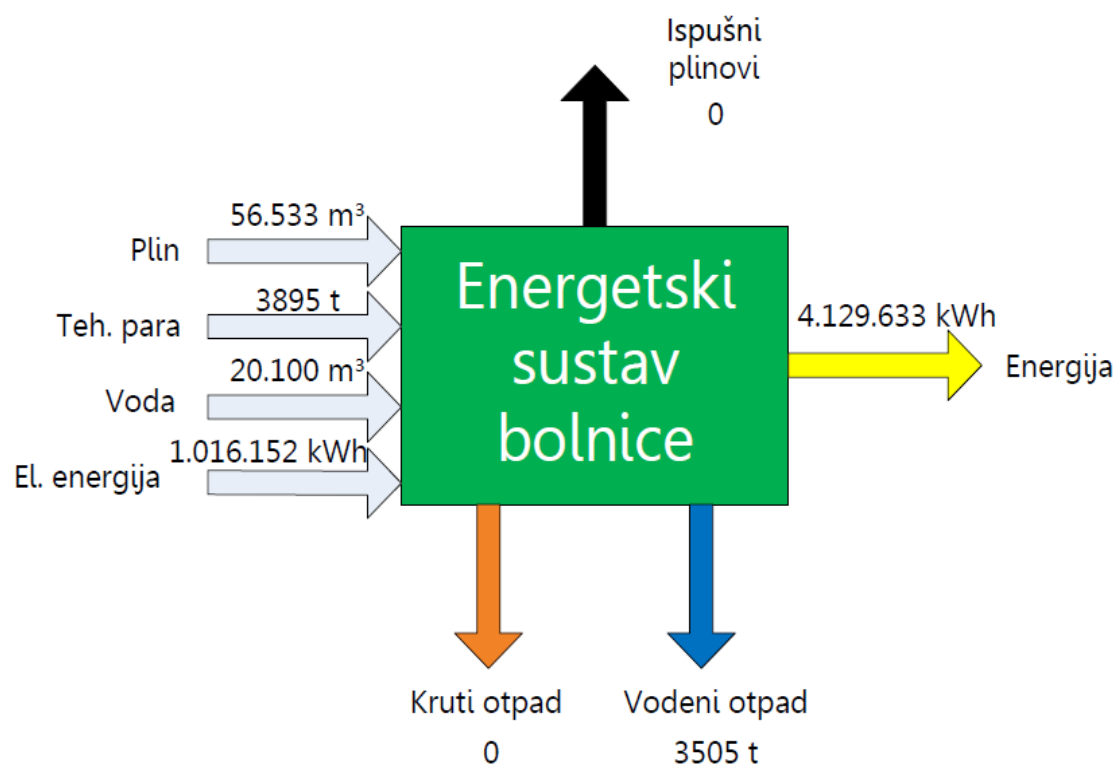 Ispušni
plinovi
0
56.533 m³
Plin
3895 t
Teh. para
20.100 m³
Voda
1.016.152 kWh
El. energija
Energetski
sustav
bolnice
4.129.633 kWh
Energija
Kruti otpad
0
Vodeni otpad
3505 t